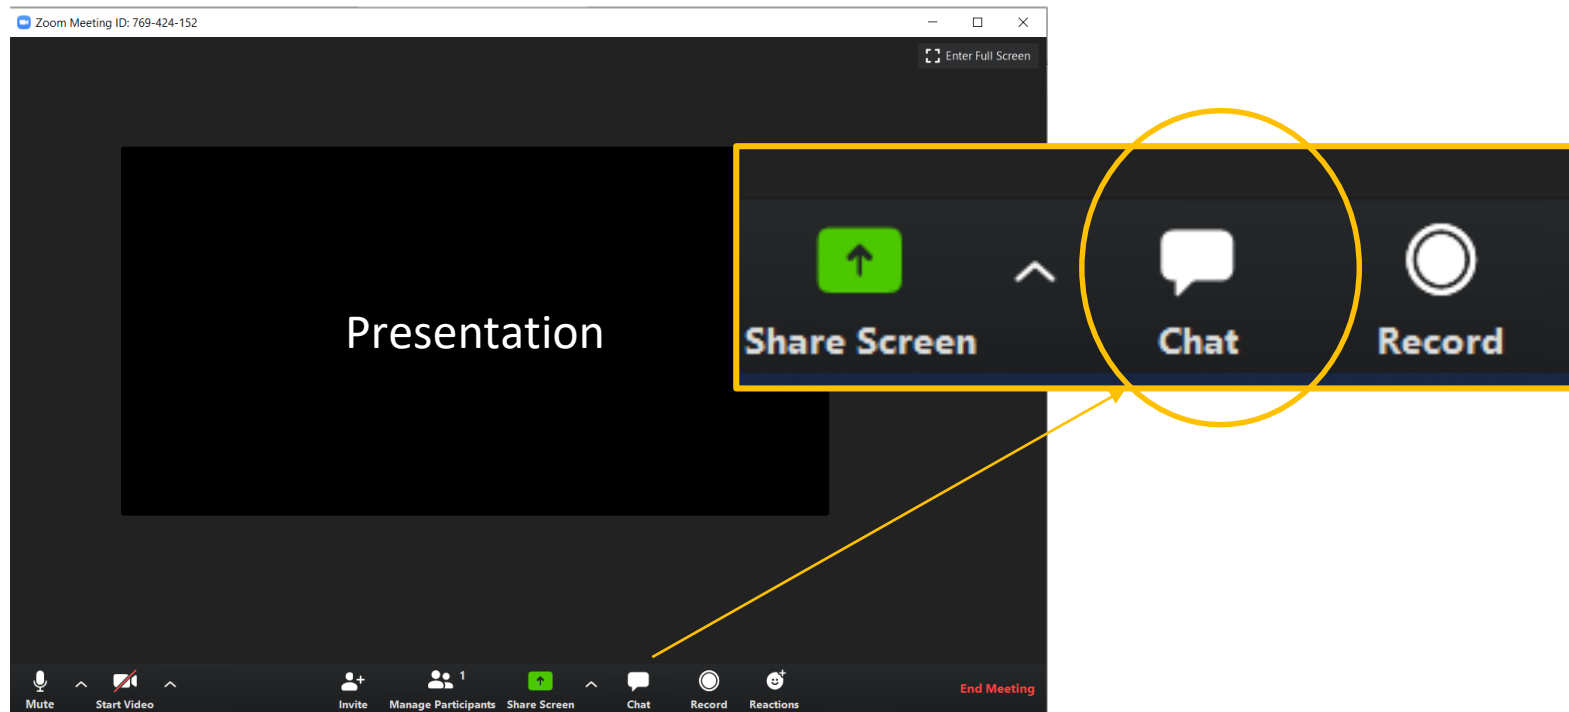 Zoom Meeting ID: 769-424-152
Enter Full Screen
Presentation
Share Screen Chat Record
Mute Start Video Invite Manage Participants 1 Share Screen Chat Record Reactions End Meeting